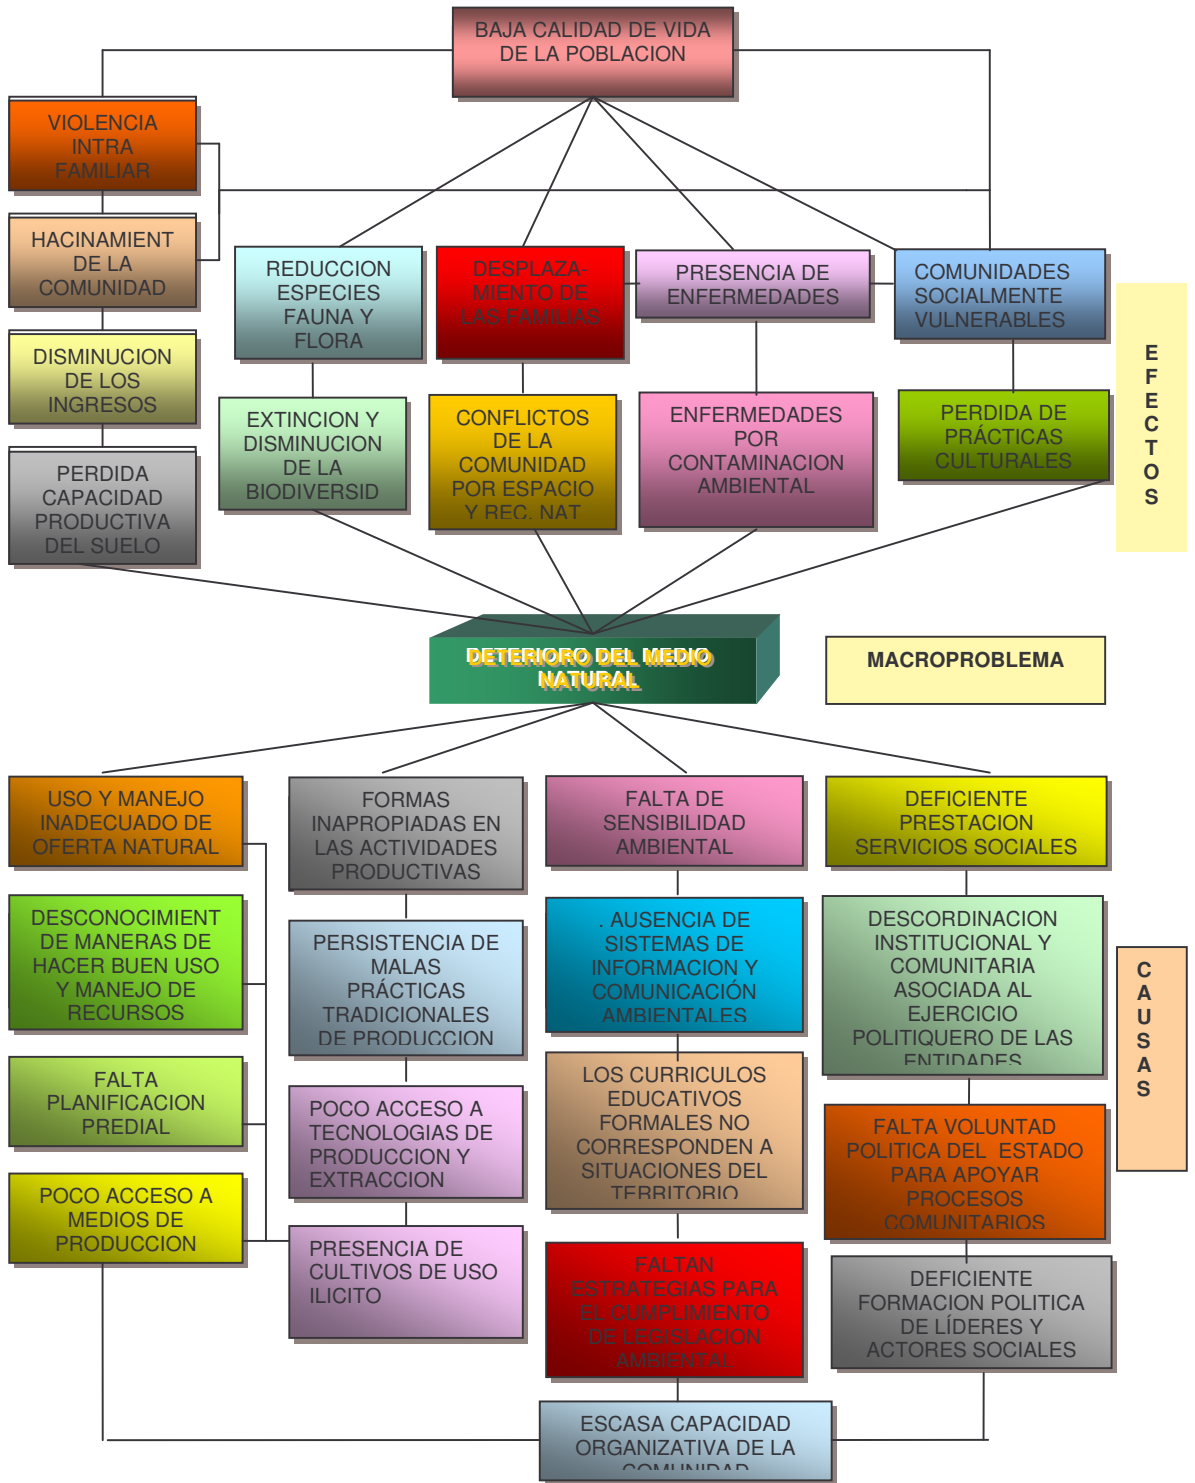 BAJA CALIDAD DE VIDA
DE LA POBLACION
VIOLENCIA
INTRA
FAMILIAR
HACINAMIENT
DE LA
COMUNIDAD
DISMINUCION
DE LOS
INGRESOS
PERDIDA
CAPACIDAD
PRODUCTIVA
DEL SUELO
REDUCCION
ESPECIES
FAUNA Y
FLORA
EXTINCION Y
DISMINUCION
DE LA
BIODIVERSID
DESPLAZA-
MIENTO DE
LAS FAMILIAS
CONFLICTOS
DE LA
COMUNIDAD
POR ESPACIO
Y REC. NAT
PRESENCIA DE
ENFERMEDADES
ENFERMEDADES
POR
CONTAMINACION
AMBIENTAL
COMUNIDADES
SOCIALMENTE
VULNERABLES
PERDIDA DE
PRÁCTICAS
CULTURALES
E
F
E
C
T
O
S
DETERIORO DEL MEDIO
NATURAL
MACROPROBLEMA
USO Y MANEJO
INADECUADO DE
OFERTA NATURAL
DESCONOCIMIENT
DE MANERAS DE
HACER BUEN USO
Y MANEJO DE
RECURSOS
FALTA
PLANIFICACION
PREDIAL
POCO ACCESO A
MEDIOS DE
PRODUCCION
FORMAS
INAPROPIADAS EN
LAS ACTIVIDADES
PRODUCTIVAS
PERSISTENCIA DE
MALAS
PRÁCTICAS
TRADICIONALES
DE PRODUCCION
POCO ACCESO A
TECNOLOGIAS DE
PRODUCCION Y
EXTRACCION
PRESENCIA DE
CULTIVOS DE USO
ILICITO
FALTA DE
SENSIBILIDAD
AMBIENTAL
. AUSENCIA DE
SISTEMAS DE
INFORMACION Y
COMUNICACIÓN
AMBIENTALES
LOS CURRICULOS
EDUCATIVOS
FORMALES NO
CORRESPONDEN A
SITUACIONES DEL
TERRITORIO
FALTAN
ESTRATEGIAS PARA
EL CUMPLIMIENTO
DE LEGISLACION
AMBIENTAL
DEFICIENTE
PRESTACION
SERVICIOS SOCIALES
DESCORDINACION
INSTITUCIONAL Y
COMUNITARIA
ASOCIADA AL
EJERCICIO
POLITIQUERO DE LAS
ENTIDADES
FALTA VOLUNTAD
POLITICA DEL ESTADO
PARA APOYAR
PROCESOS
COMUNITARIOS
DEFICIENTE
FORMACION POLITICA
DE LÍDERES Y
ACTORES SOCIALES
C
A
U
S
A
S
ESCASA CAPACIDAD
ORGANIZATIVA DE LA
COMUNIDAD